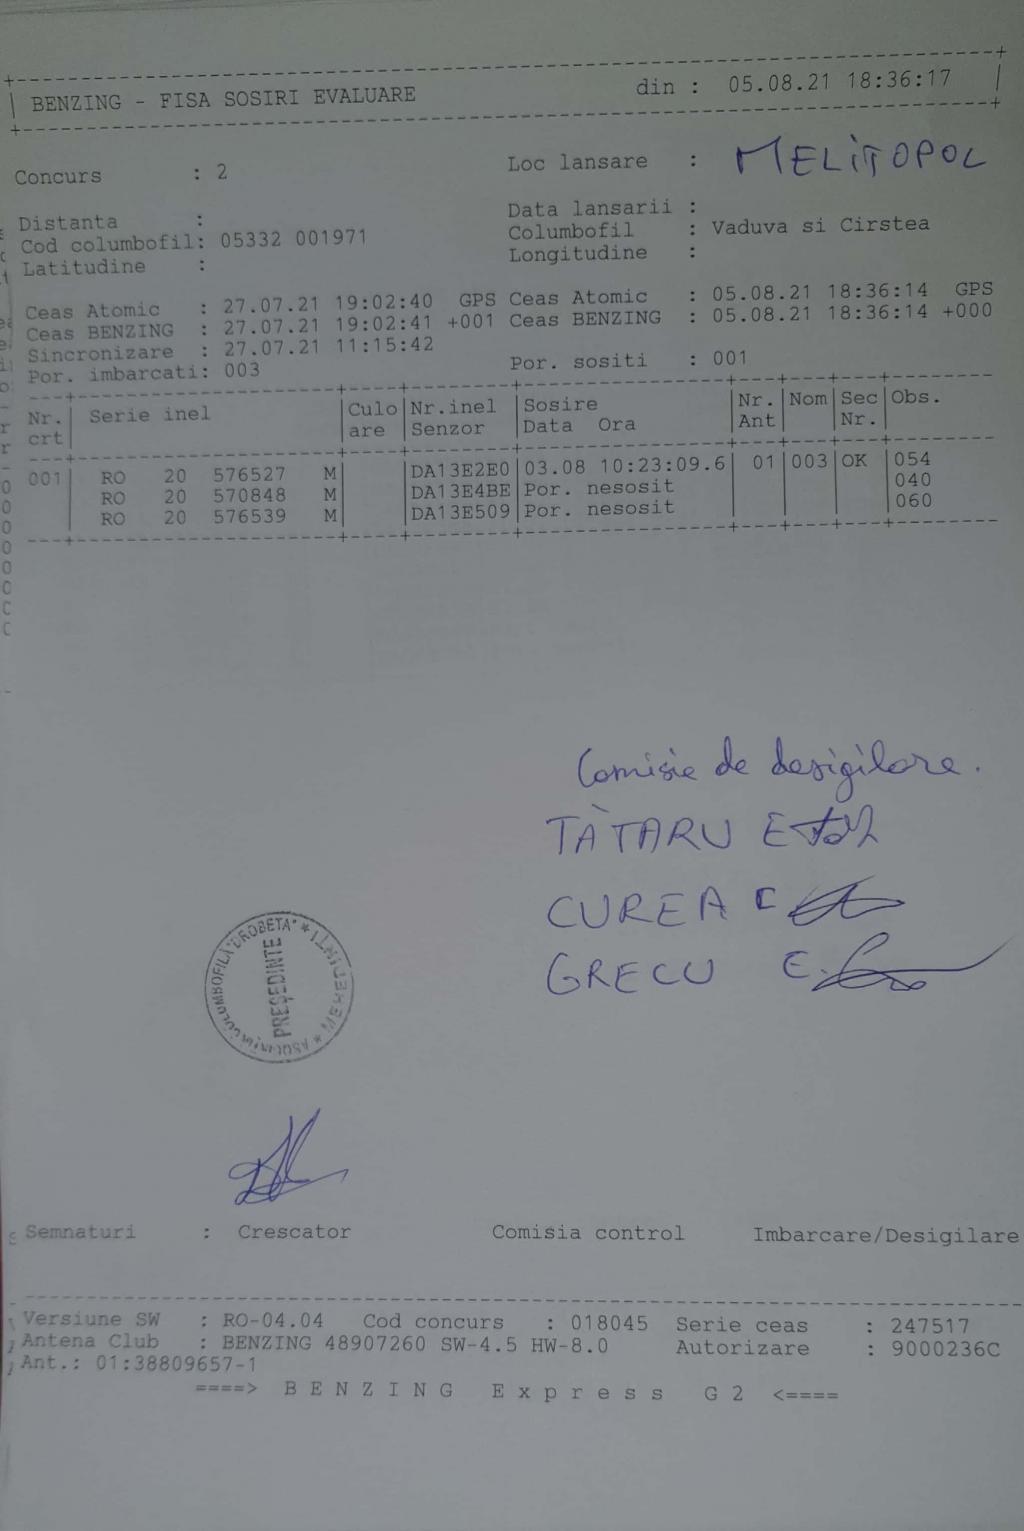 BENZING - FISA SOSIRI EVALUARE din : 05.08.21 18:36:17
Concurs : 2 Loc lansare : MELITOPOL
Distanta : Data lansarii :
Cod columbofil: 05332 001971 Columbofil : Vaduva si Cirstea
Latitudine : Longitudine :
Ceas Atomic : 27.07.21 19:02:40 GPS Ceas Atomic : 05.08.21 18:36:14 GPS
Ceas BENZING : 27.07.21 19:02:41 +001 Ceas BENZING : 05.08.21 18:36:14 +000
Sincronizare : 27.07.21 11:15:42
Por. imbarcati: 003 Por. sositi : 001
Nr. Serie inel Culo Nr.inel Sosire Nr. Nom Sec Obs.
crt are Senzor Data Ora Ant Nr.
001 RO 20 576527 M DA13E2E0 03.08 10:23:09.6 01 003 OK 054
RO 20 570848 M DA13E4BE Por. nesosit 040
RO 20 576539 M DA13E509 Por. nesosit 060
Comisie de desigilare.
TĂTARU E
CUREA C
GRECU E.
ASOCIAȚIA COLUMBOFILĂ "DROBETA" * MEHEDINȚI *
PREȘEDINTE
Semnaturi : Crescator Comisia control Imbarcare/Desigilare
Versiune SW : RO-04.04 Cod concurs : 018045 Serie ceas : 247517
Antena Club : BENZING 48907260 SW-4.5 HW-8.0 Autorizare : 9000236C
Ant.: 01:38809657-1
====> B E N Z I N G E x p r e s s G 2 <====